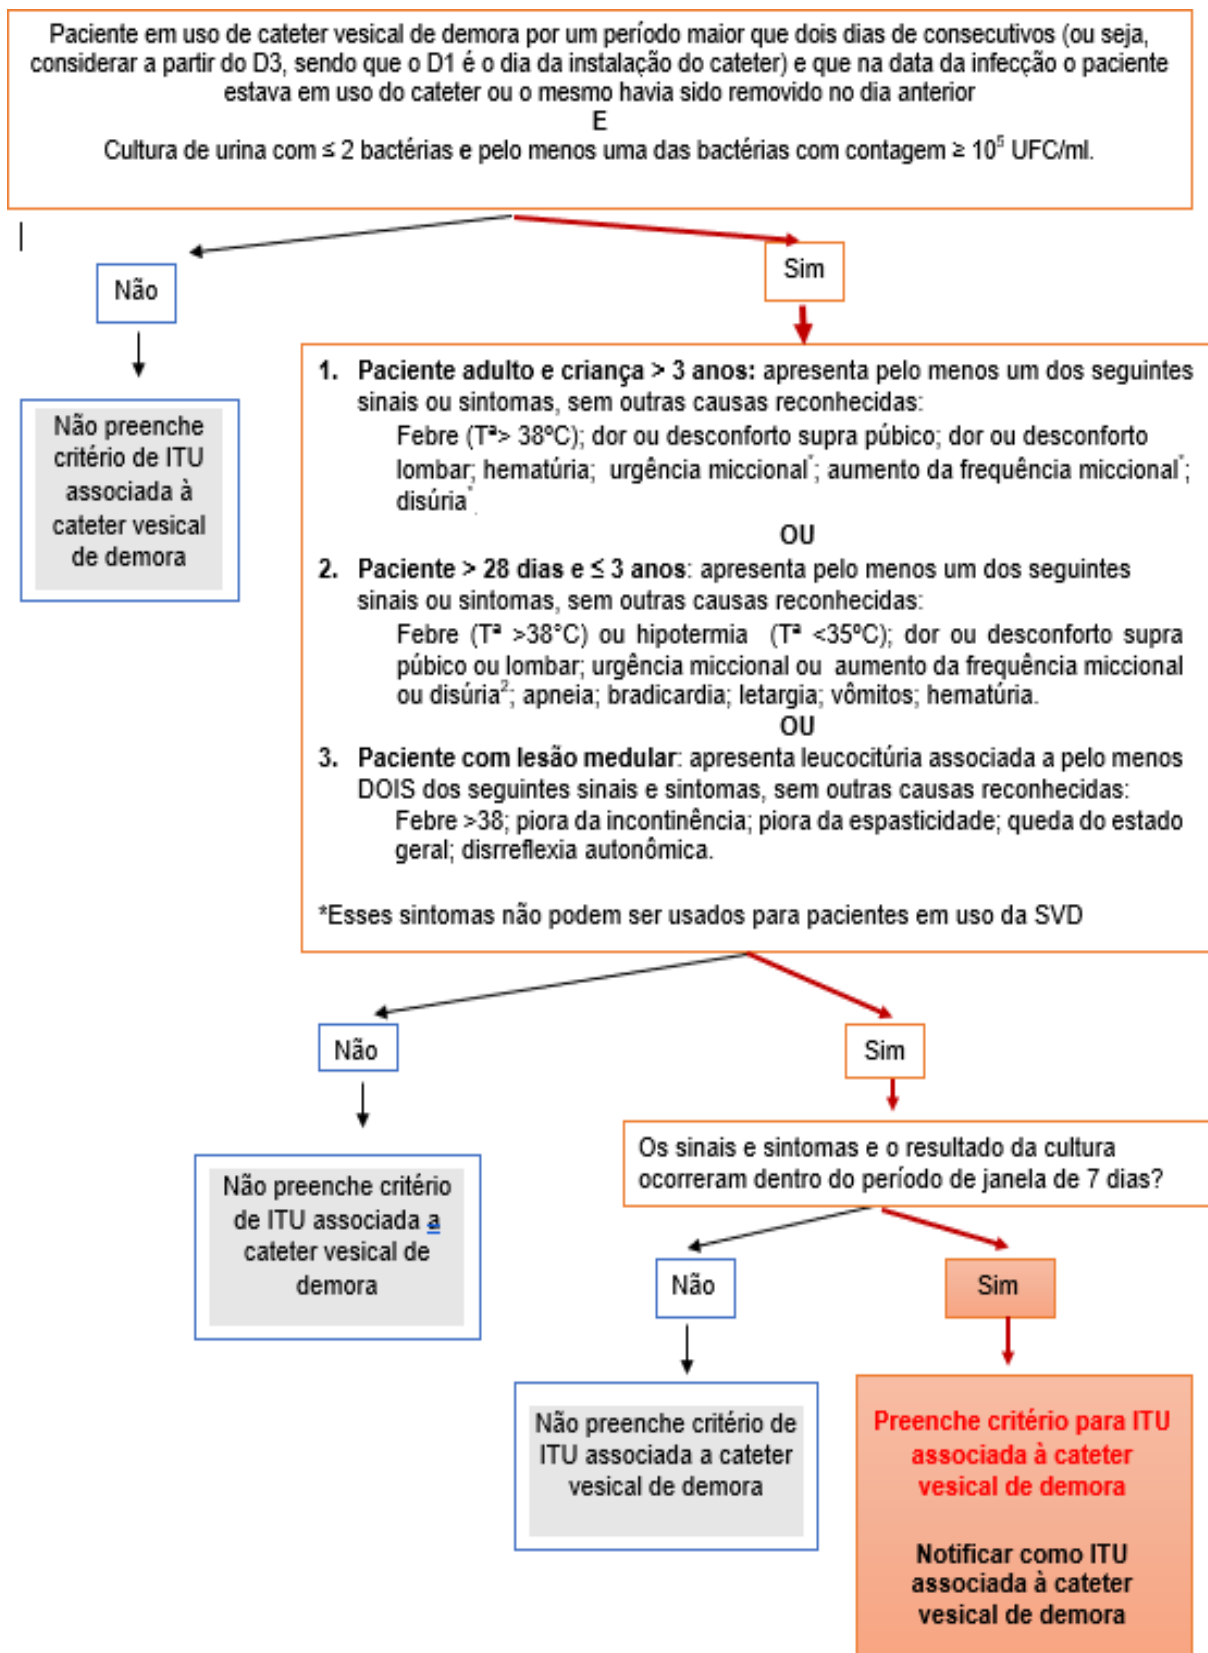 Paciente em uso de cateter vesical de demora por um período maior que dois dias de consecutivos (ou seja,
considerar a partir do D3, sendo que o D1 é o dia da instalação do cateter) e que na data da infecção o paciente
estava em uso do cateter ou o mesmo havia sido removido no dia anterior
E
Cultura de urina com ≤ 2 bactérias e pelo menos uma das bactérias com contagem ≥ 10⁵ UFC/ml.
Não
Sim
Não preenche
critério de ITU
associada à
cateter vesical
de demora
1. Paciente adulto e criança > 3 anos: apresenta pelo menos um dos seguintes
sinais ou sintomas, sem outras causas reconhecidas:
Febre (Tª> 38ºC); dor ou desconforto supra púbico; dor ou desconforto
lombar; hematúria; urgência miccional*; aumento da frequência miccional*;
disúria*.
OU
2. Paciente > 28 dias e ≤ 3 anos: apresenta pelo menos um dos seguintes
sinais ou sintomas, sem outras causas reconhecidas:
Febre (Tª >38°C) ou hipotermia (Tª <35ºC); dor ou desconforto supra
púbico ou lombar; urgência miccional ou aumento da frequência miccional
ou disúria²; apneia; bradicardia; letargia; vômitos; hematúria.
OU
3. Paciente com lesão medular: apresenta leucocitúria associada a pelo menos
DOIS dos seguintes sinais e sintomas, sem outras causas reconhecidas:
Febre >38; piora da incontinência; piora da espasticidade; queda do estado
geral; disrreflexia autonômica.
*Esses sintomas não podem ser usados para pacientes em uso da SVD
Não
Sim
Não preenche critério
de ITU associada a
cateter vesical de
demora
Os sinais e sintomas e o resultado da cultura
ocorreram dentro do período de janela de 7 dias?
Não
Sim
Não preenche critério de
ITU associada a cateter
vesical de demora
Preenche critério para ITU
associada à cateter
vesical de demora
Notificar como ITU
associada à cateter
vesical de demora